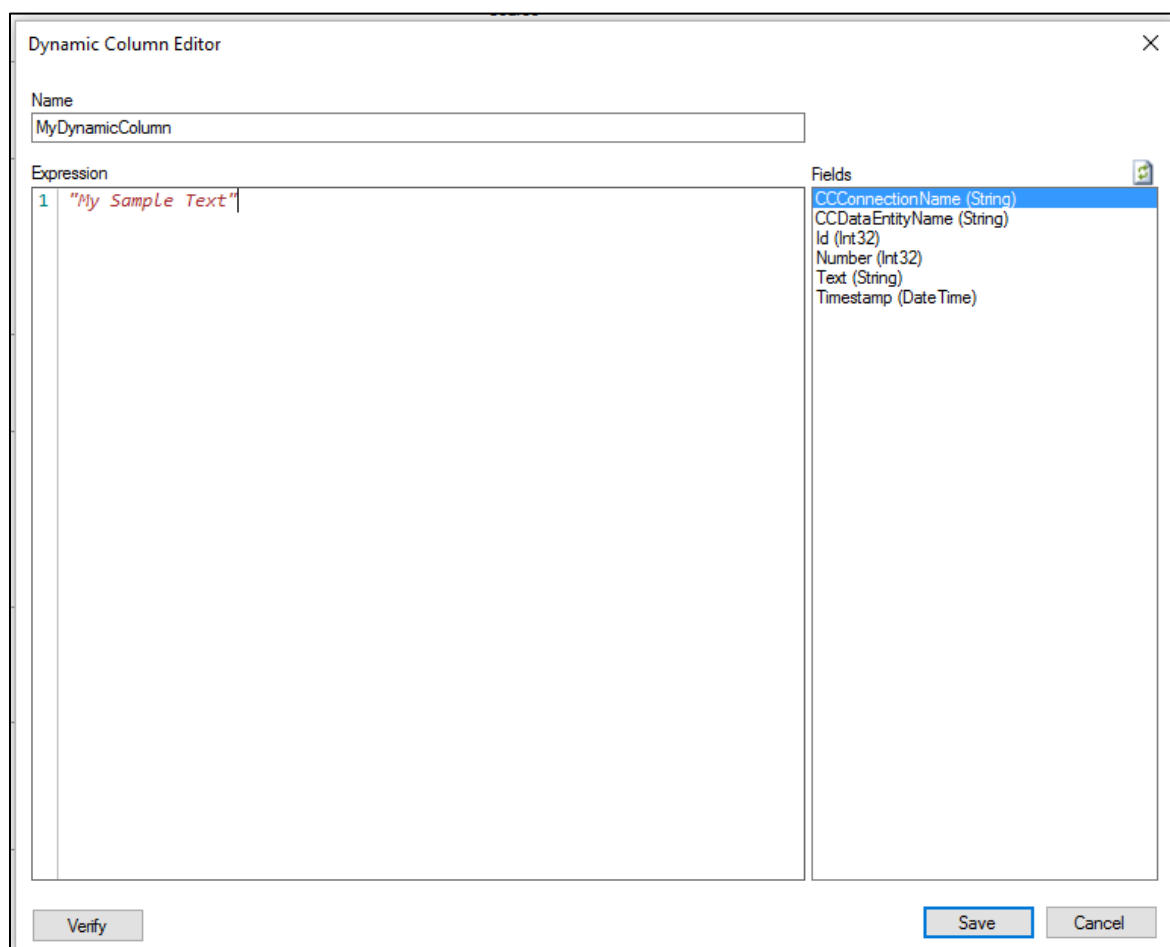 Dynamic Column Editor
Name
MyDynamicColumn
Expression
Fields
1 "My Sample Text"
CCConnectionName (String)
CCDataEntityName (String)
Id (Int32)
Number (Int32)
Text (String)
Timestamp (DateTime)
Verify
Save
Cancel